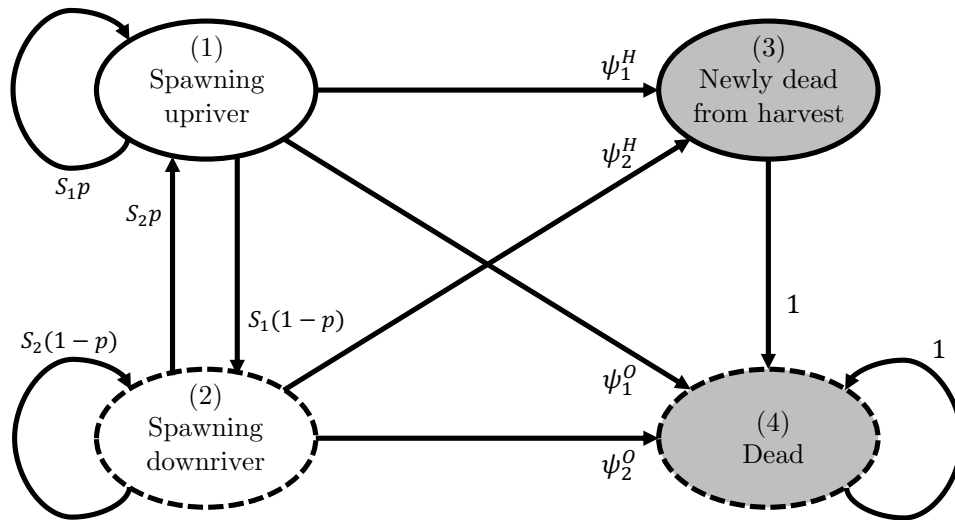 (1)
Spawning
upriver
(3)
Newly dead
from harvest
ψ₁ᴴ
ψ₂ᴴ
S₁p
S₂p
S₁(1 − p)
1
S₂(1 − p)
1
(2)
Spawning
downriver
ψ₁ᴼ
ψ₂ᴼ
(4)
Dead